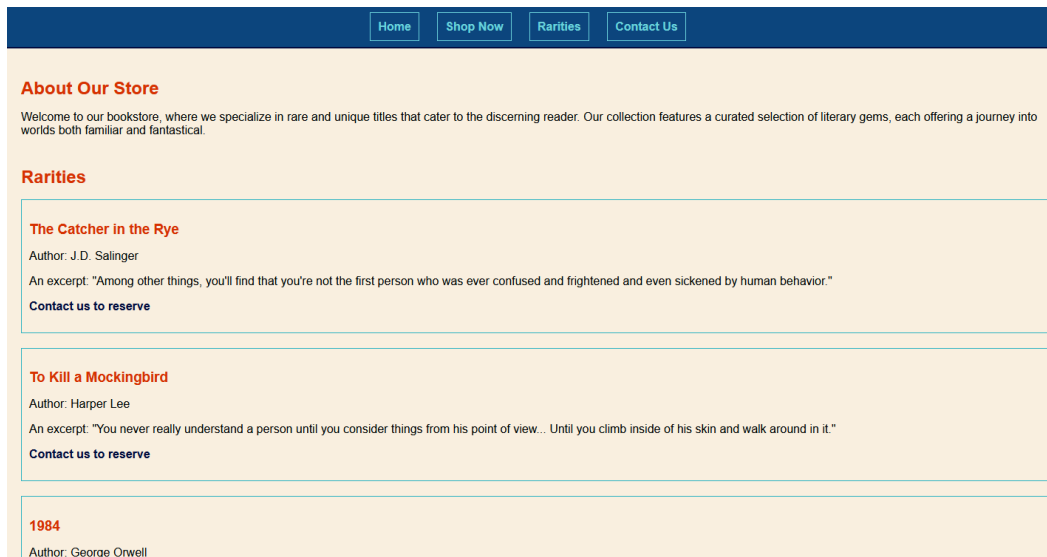 Home Shop Now Rarities Contact Us
About Our Store
Welcome to our bookstore, where we specialize in rare and unique titles that cater to the discerning reader. Our collection features a curated selection of literary gems, each offering a journey into
worlds both familiar and fantastical.
Rarities
The Catcher in the Rye
Author: J.D. Salinger
An excerpt: "Among other things, you'll find that you're not the first person who was ever confused and frightened and even sickened by human behavior."
Contact us to reserve
To Kill a Mockingbird
Author: Harper Lee
An excerpt: "You never really understand a person until you consider things from his point of view... Until you climb inside of his skin and walk around in it."
Contact us to reserve
1984
Author: George Orwell